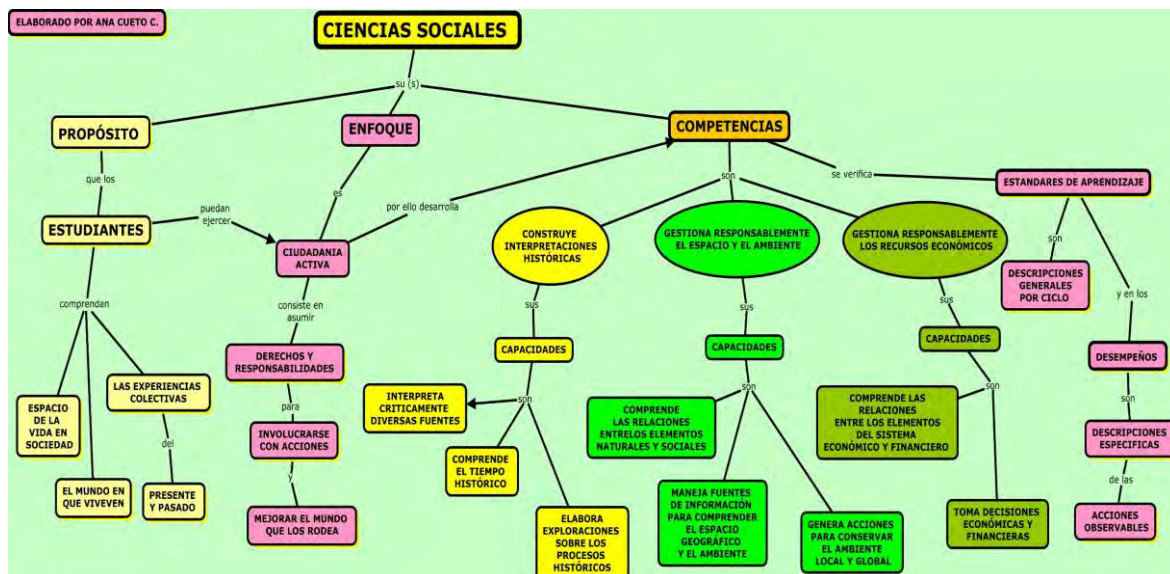 ELABORADO POR ANA CUETO C.
CIENCIAS SOCIALES
su (s)
PROPÓSITO
ENFOQUE
COMPETENCIAS
que los
es
son
se verifica
ESTANDARES DE APRENDIZAJE
ESTUDIANTES
puedan
ejercer
por ello desarrolla
CIUDADANIA
ACTIVA
CONSTRUYE
INTERPRETACIONES
HISTÓRICAS
GESTIONA RESPONSABLEMENTE
EL ESPACIO Y EL AMBIENTE
GESTIONA RESPONSABLEMENTE
LOS RECURSOS ECONÓMICOS
son
DESCRIPCIONES
GENERALES
POR CICLO
y en los
comprendan
consiste en
asumir
sus
sus
sus
DERECHOS Y
RESPONSABILIDADES
CAPACIDADES
CAPACIDADES
CAPACIDADES
DESEMPEÑOS
ESPACIO
DE LA
VIDA EN
SOCIEDAD
LAS EXPERIENCIAS
COLECTIVAS
para
INTERPRETA
CRITICAMENTE
DIVERSAS FUENTES
son
son
son
son
COMPRENDE
LAS RELACIONES
ENTRELOS ELEMENTOS
NATURALES Y SOCIALES
COMPRENDE LAS
RELACIONES
ENTRE LOS ELEMENTOS
DEL SISTEMA
ECONÓMICO Y FINANCIERO
del
INVOLUCRARSE
CON ACCIONES
COMPRENDE
EL TIEMPO
HISTÓRICO
DESCRIPCIONES
ESPECIFICAS
y
de las
EL MUNDO EN
QUE VIVEVEN
PRESENTE
Y PASADO
MEJORAR EL MUNDO
QUE LOS RODEA
ELABORA
EXPLORACIONES
SOBRE LOS
PROCESOS
HISTÓRICOS
MANEJA FUENTES
DE INFORMACIÓN
PARA COMPRENDER
EL ESPACIO
GEOGRÁFICO
Y EL AMBIENTE
GENERA ACCIONES
PARA CONSERVAR
EL AMBIENTE
LOCAL Y GLOBAL
TOMA DECISIONES
ECONÓMICAS Y
FINANCIERAS
ACCIONES
OBSERVABLES